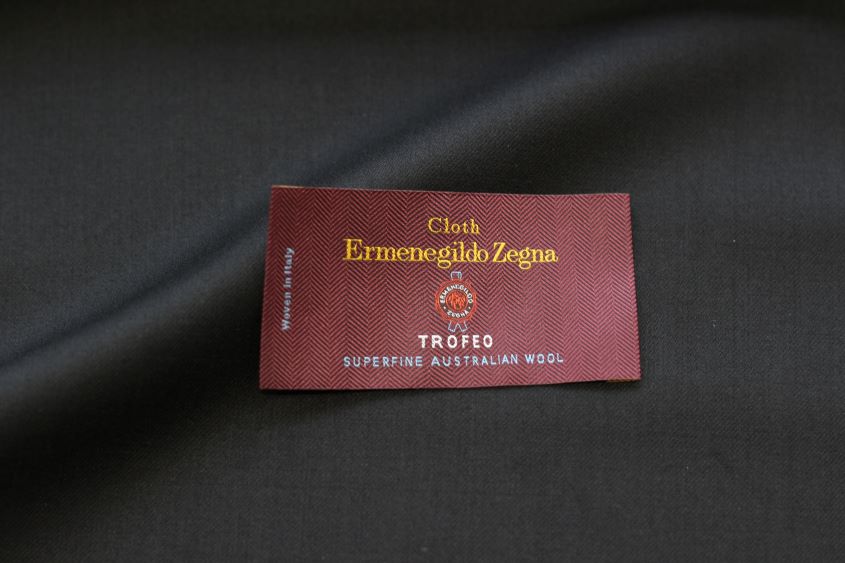 Cloth
Ermenegildo Zegna
ERMENEGILDO
ZEGNA
TROFEO
SUPERFINE AUSTRALIAN WOOL
Woven in Italy